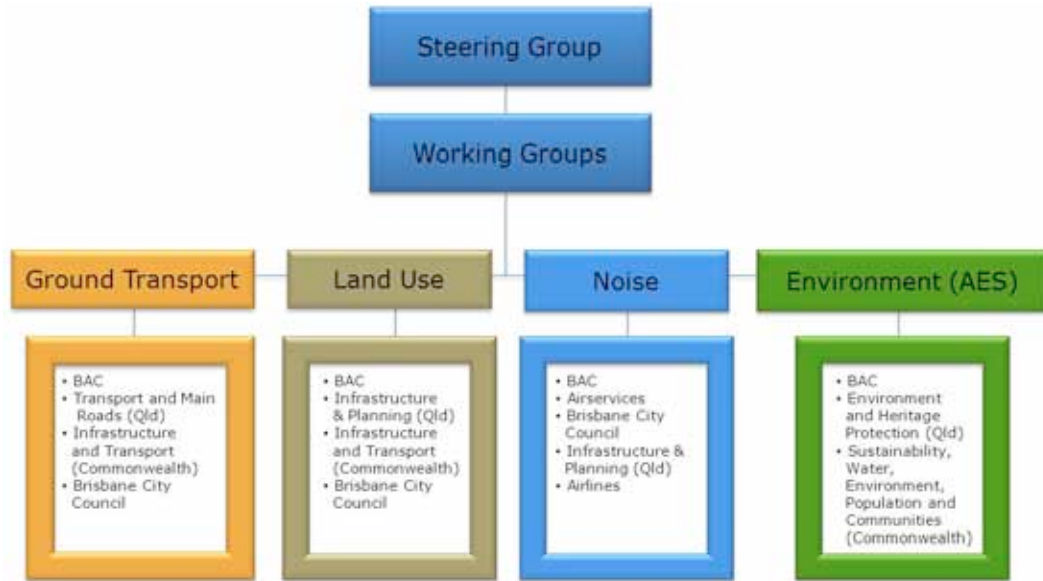 Steering Group
Working Groups
Ground Transport
Land Use
Noise
Environment (AES)
• BAC
• Transport and Main
Roads (Qld)
• Infrastructure
and Transport
(Commonwealth)
• Brisbane City
Council
• BAC
• Infrastructure
& Planning (Qld)
• Infrastructure
and Transport
(Commonwealth)
• Brisbane City
Council
• BAC
• Airservices
• Brisbane City
Council
• Infrastructure &
Planning (Qld)
• Airlines
• BAC
• Environment
and Heritage
Protection (Qld)
• Sustainability,
Water,
Environment,
Population and
Communities
(Commonwealth)